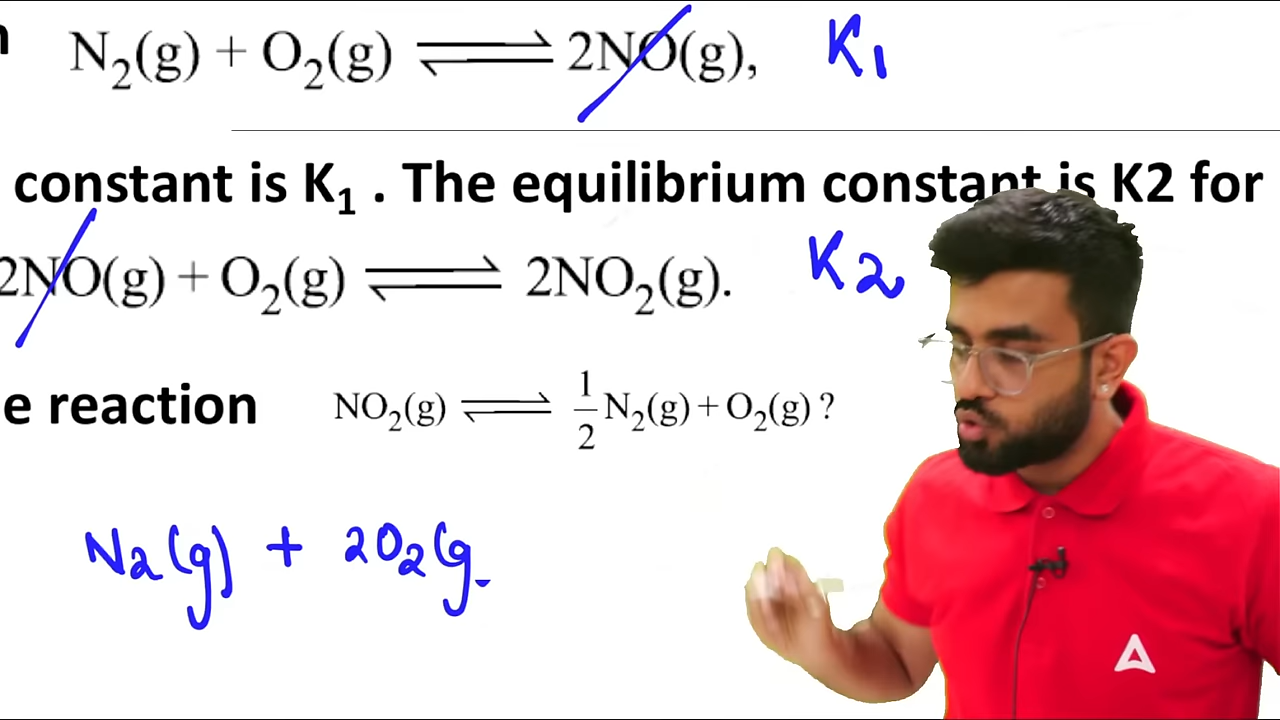 N₂(g) + O₂(g) ⇌ 2NO(g), K1
constant is K₁ . The equilibrium constant is K2 for
2NO(g) + O₂(g) ⇌ 2NO₂(g). K2
e reaction NO₂(g) ⇌ 1/2 N₂(g) + O₂(g) ?
N₂(g) + 2O₂(g